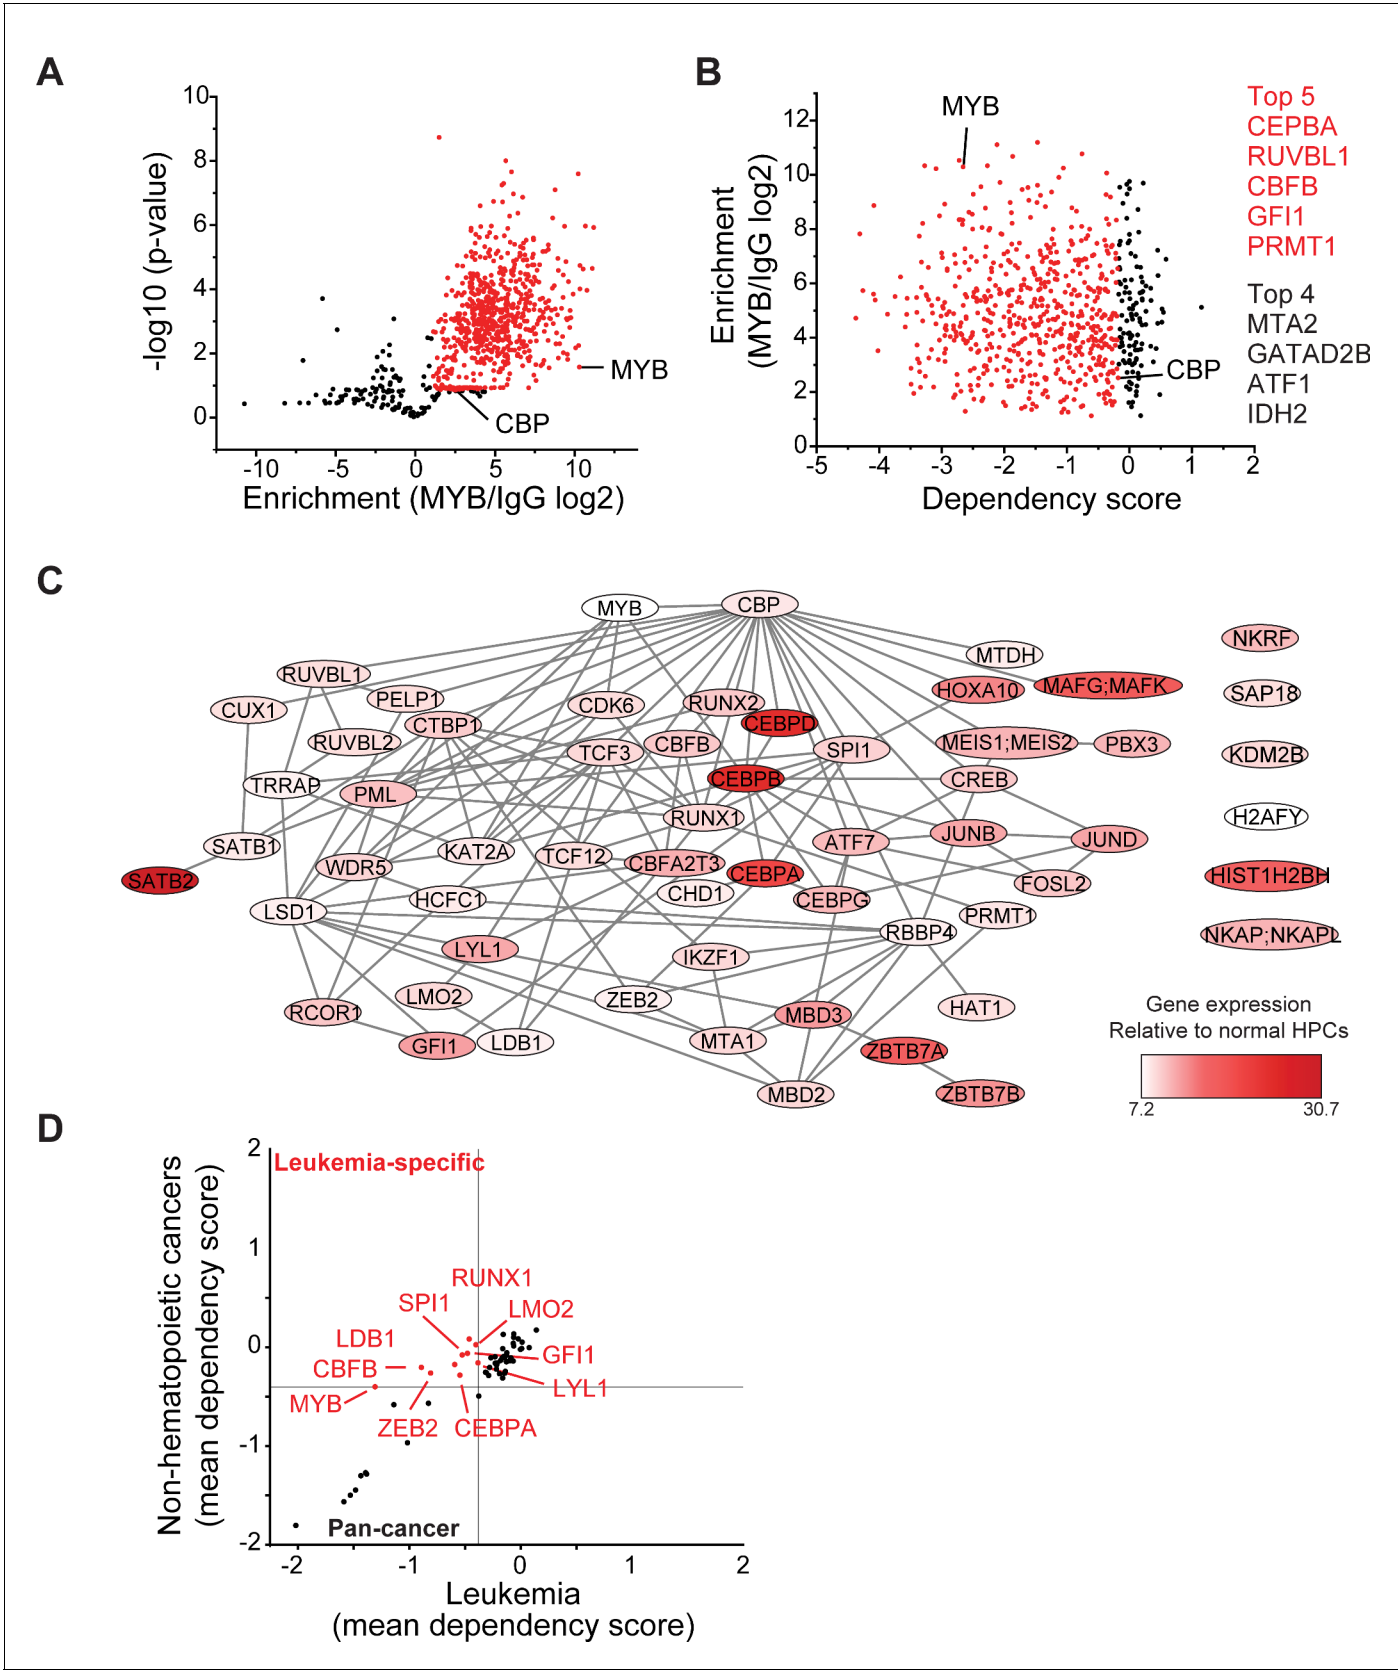 A
10
8
6
4
2
0
-log10 (p-value)
-10
-5
0
5
10
Enrichment (MYB/IgG log2)
MYB
CBP
B
12
10
8
6
4
2
0
Enrichment
(MYB/IgG log2)
-5
-4
-3
-2
-1
0
1
2
Dependency score
MYB
CBP
Top 5
CEPBA
RUVBL1
CBFB
GFI1
PRMT1
Top 4
MTA2
GATAD2B
ATF1
IDH2
C
MYB
CBP
MTDH
NKRF
RUVBL1
PELP1
CUX1
CDK6
RUNX2
HOXA10
MAFG;MAFK
SAP18
CTBP1
CEBPD
RUVBL2
TCF3
CBFB
SPI1
MEIS1;MEIS2
PBX3
KDM2B
TRRAP
PML
CEBPB
CREB
RUNX1
H2AFY
SATB1
WDR5
KAT2A
TCF12
CBFA2T3
ATF7
JUNB
JUND
SATB2
CEBPA
HIST1H2BH
LSD1
HCFC1
CHD1
CEBPG
FOSL2
PRMT1
RBBP4
NKAP;NKAPL
LYL1
IKZF1
LMO2
ZEB2
HAT1
RCOR1
MBD3
GFI1
LDB1
MTA1
ZBTB7A
MBD2
ZBTB7B
Gene expression
Relative to normal HPCs
7.2
30.7
D
2
1
0
-1
-2
Non-hematopoietic cancers
(mean dependency score)
Leukemia-specific
RUNX1
SPI1
LMO2
LDB1
GFI1
CBFB
LYL1
MYB
ZEB2
CEBPA
Pan-cancer
-2
-1
0
1
2
Leukemia
(mean dependency score)